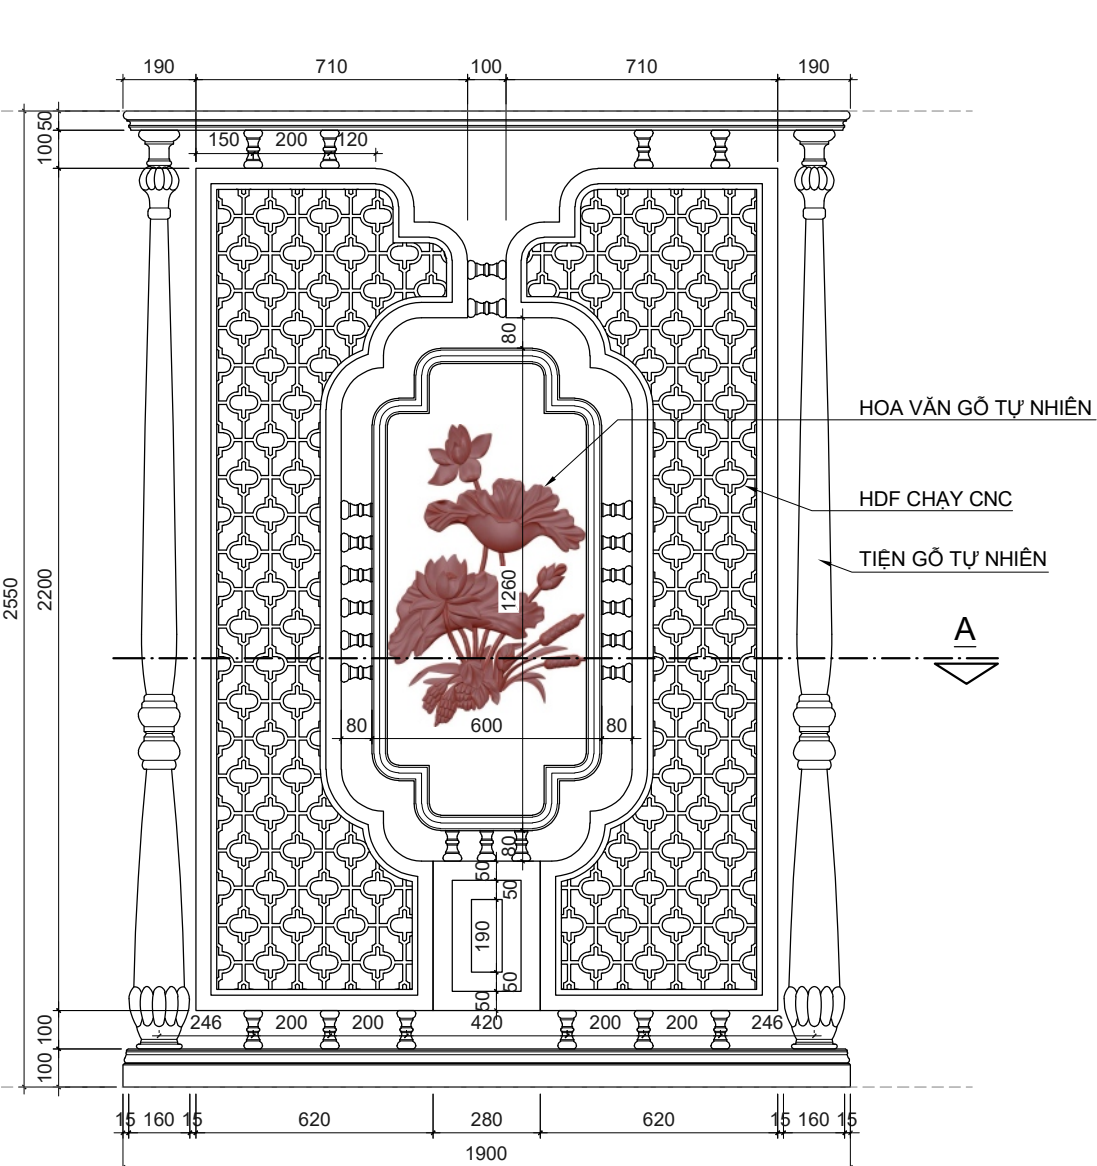 190 710 100 710 190
50
100
150 200 120
80
HOA VĂN GỖ TỰ NHIÊN
HDF CHẠY CNC
TIỆN GỖ TỰ NHIÊN
2550
2200
1260
A
80 600 80
80
50
50
190
50
50
246 200 200 420 200 200 246
100
100
15 160 15 620 280 620 15 160 15
1900